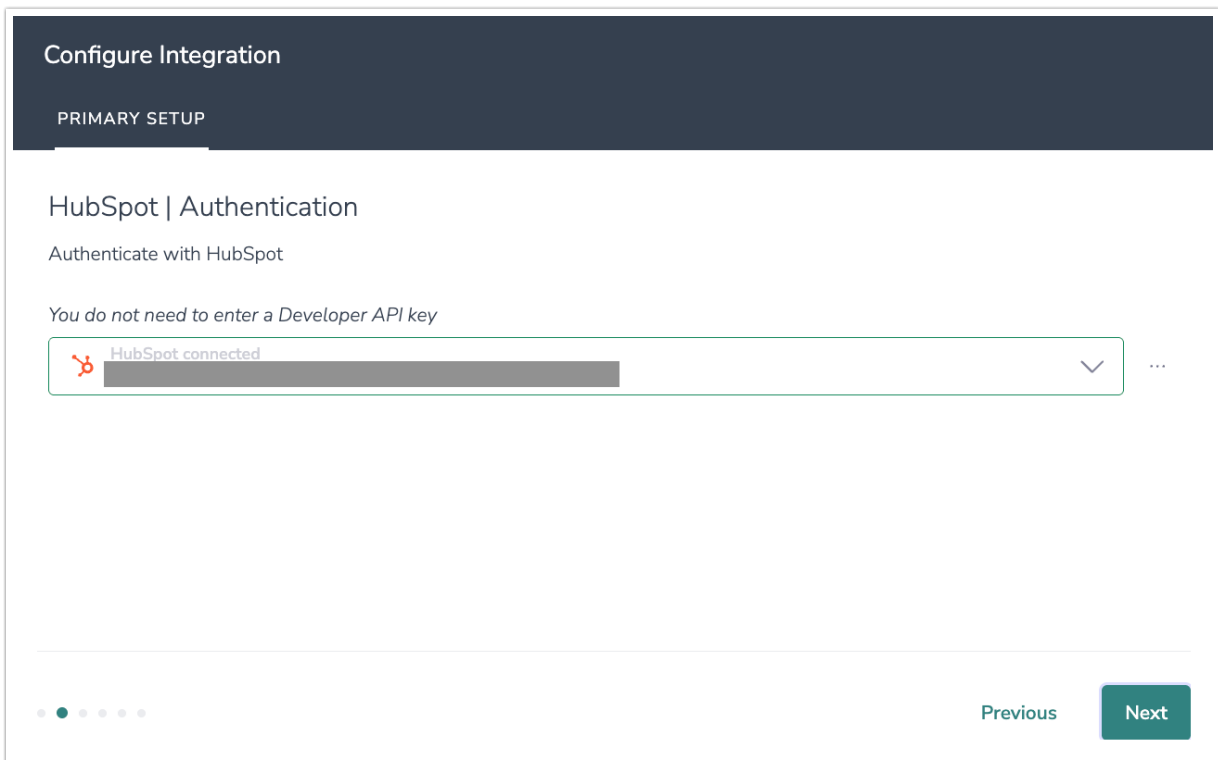 Configure Integration
PRIMARY SETUP
HubSpot | Authentication
Authenticate with HubSpot
You do not need to enter a Developer API key
HubSpot connected
...
Previous
Next